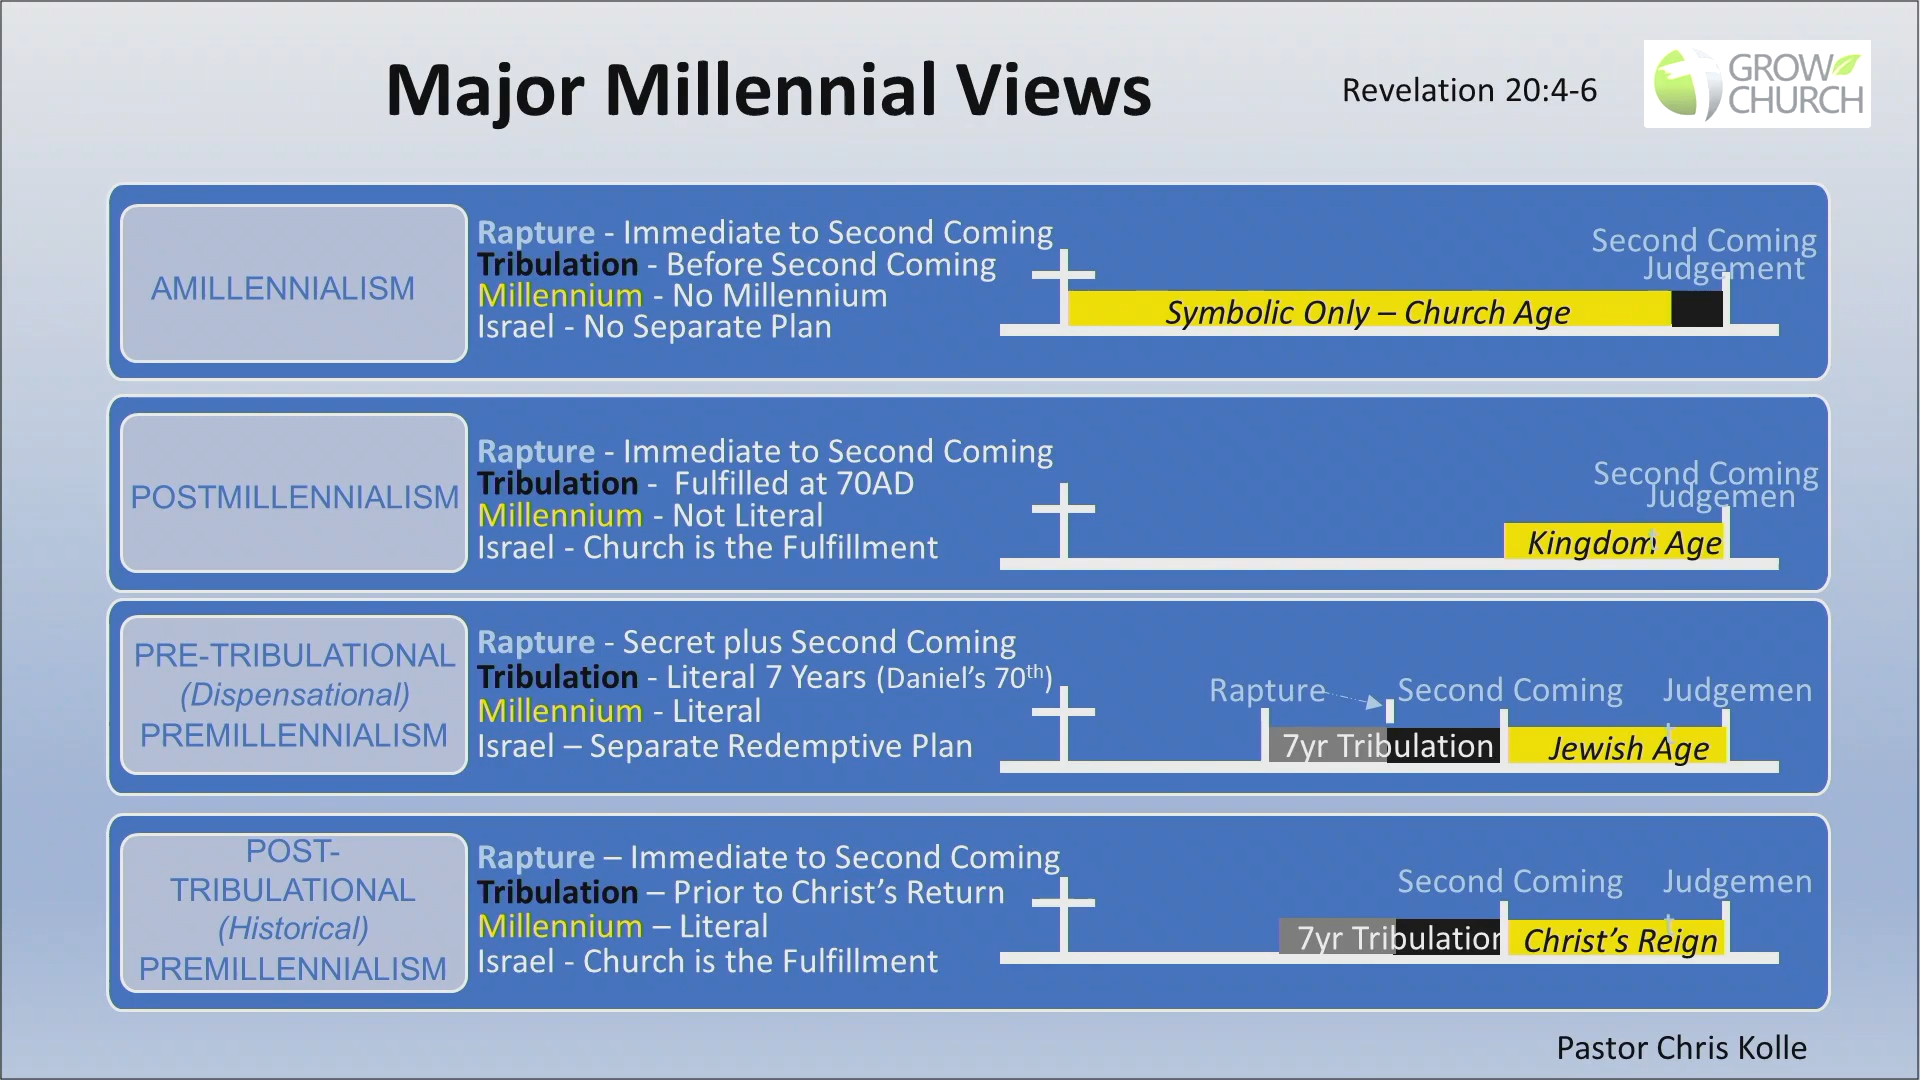 Major Millennial Views
Revelation 20:4-6
GROW
CHURCH
AMILLENNIALISM
Rapture - Immediate to Second Coming
Tribulation - Before Second Coming
Millennium - No Millennium
Israel - No Separate Plan
Second Coming
Judgement
Symbolic Only – Church Age
POSTMILLENNIALISM
Rapture - Immediate to Second Coming
Tribulation -  Fulfilled at 70AD
Millennium - Not Literal
Israel - Church is the Fulfillment
Second Coming
Judgemen
t
Kingdom Age
PRE-TRIBULATIONAL
(Dispensational)
PREMILLENNIALISM
Rapture - Secret plus Second Coming
Tribulation - Literal 7 Years (Daniel’s 70th)
Millennium - Literal
Israel – Separate Redemptive Plan
Rapture
Second Coming
Judgemen
t
7yr Tribulation
Jewish Age
POST-
TRIBULATIONAL
(Historical)
PREMILLENNIALISM
Rapture – Immediate to Second Coming
Tribulation – Prior to Christ’s Return
Millennium – Literal
Israel - Church is the Fulfillment
Second Coming
Judgemen
t
7yr Tribulation
Christ’s Reign
Pastor Chris Kolle